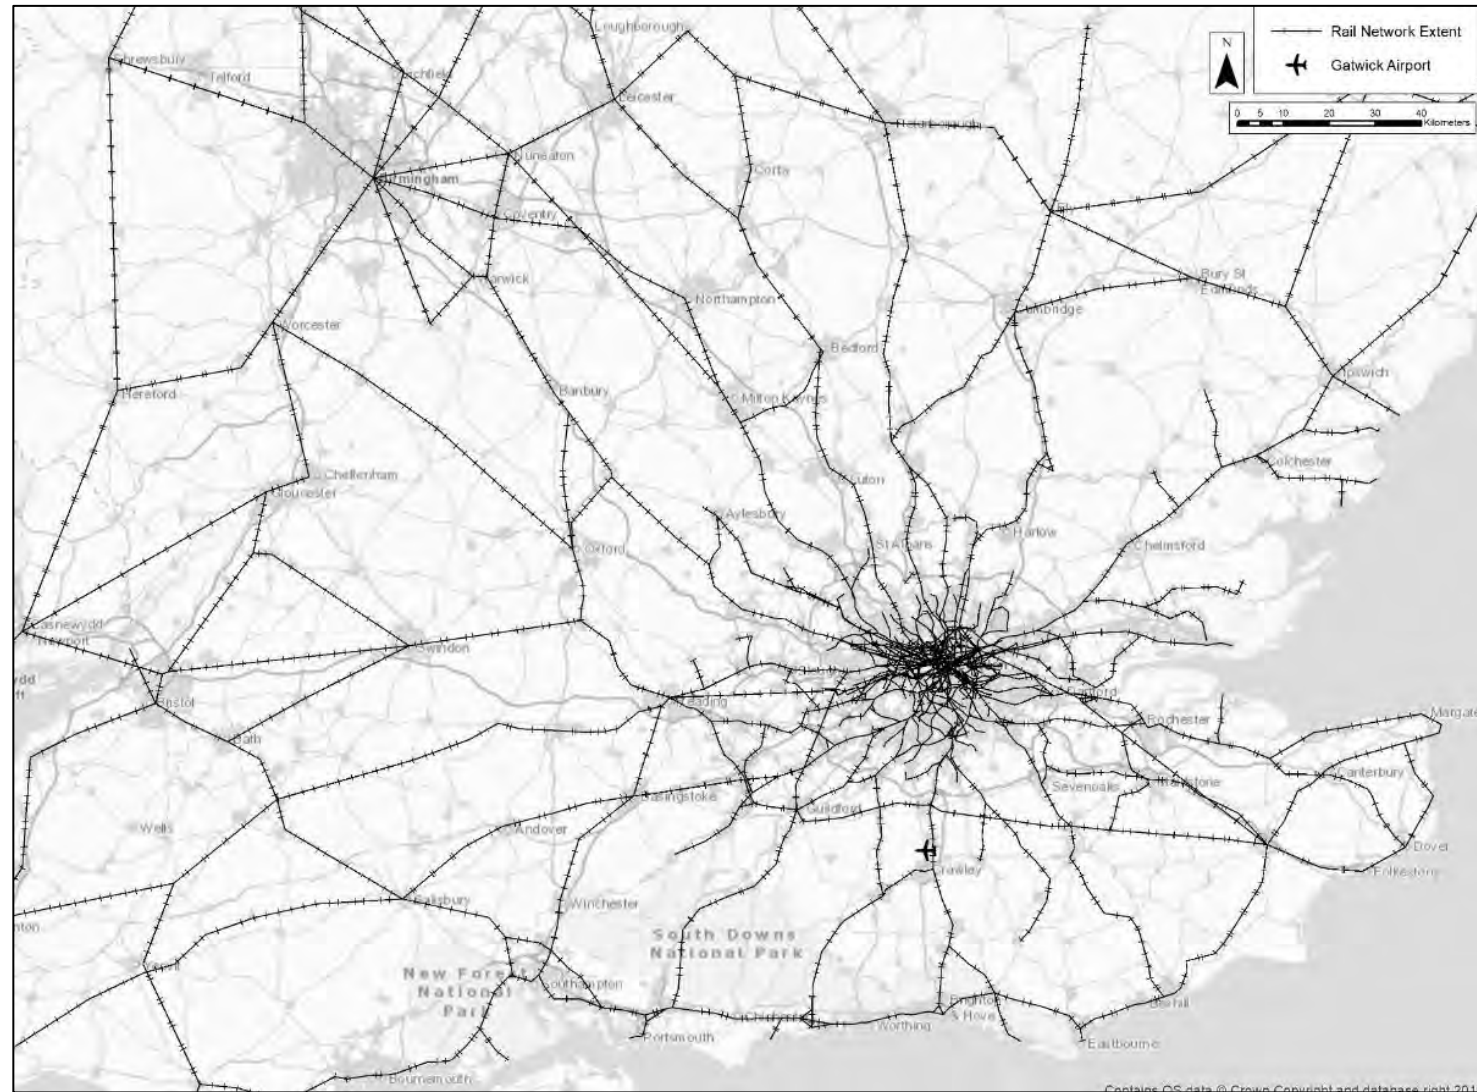 Rail Network Extent
N
Gatwick Airport
0 5 10 20 30 40
Kilometers
Loughborough
Shrewsbury
Telford
Leicester
Nuneaton
Corby
Coventry
Northampton
Bury St
Edmunds
Worcester
Bedford
Ipswich
Hereford
Banbury
Milton Keynes
Cheltenham
Colchester
Gloucester
Luton
Aylesbury
Harlow
St Albans
Chelmsford
Oxford
Swindon
Bristol
Reading
Dartford
Rochester
Margate
Bath
Canterbury
Sevenoaks
Maidstone
Basingstoke
Guildford
Wells
Andover
Dover
Folkestone
Crawley
Salisbury
Winchester
South Downs
National Park
New Forest
National
Park
Southampton
Brighton
& Hove
Bexhill
Worthing
Portsmouth
Eastbourne
Bournemouth
Contains OS data © Crown Copyright and database right 201